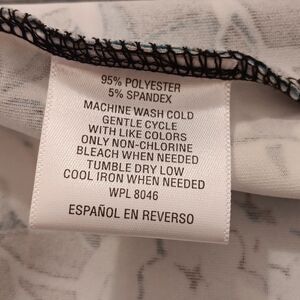 95% POLYESTER
5% SPANDEX
MACHINE WASH COLD
GENTLE CYCLE
WITH LIKE COLORS
ONLY NON-CHLORINE
BLEACH WHEN NEEDED
TUMBLE DRY LOW
COOL IRON WHEN NEEDED
WPL 8046
ESPAÑOL EN REVERSO